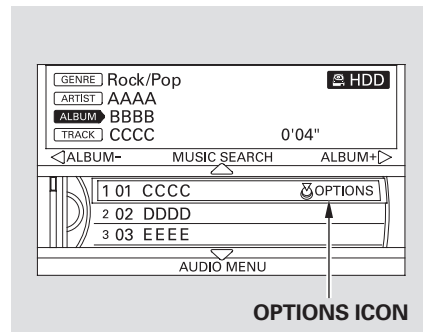 GENRE Rock/Pop HDD
ARTIST AAAA
ALBUM BBBB
TRACK CCCC 0'04"
ALBUM- MUSIC SEARCH ALBUM+
1 01 CCCC OPTIONS
2 02 DDDD
3 03 EEEE
AUDIO MENU
OPTIONS ICON